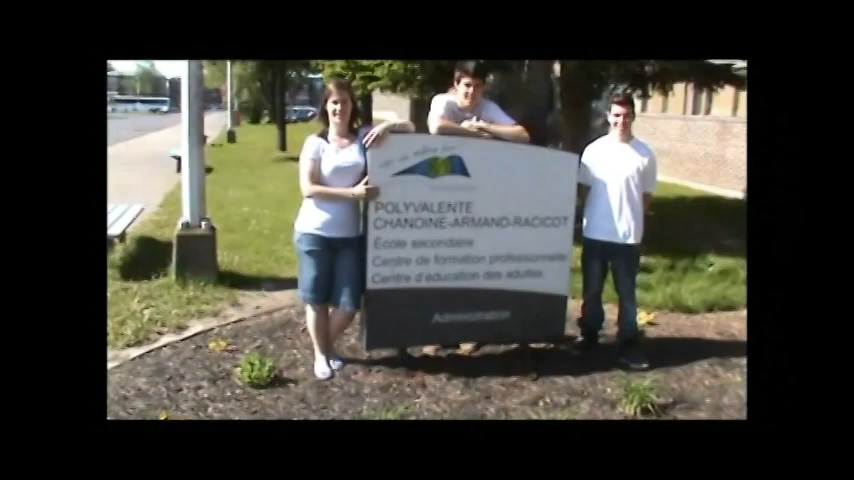 POLYVALENTE
CHANOINE-ARMAND-RACICOT
École secondaire
Centre de formation professionnelle
Centre d'éducation des adultes
Administration